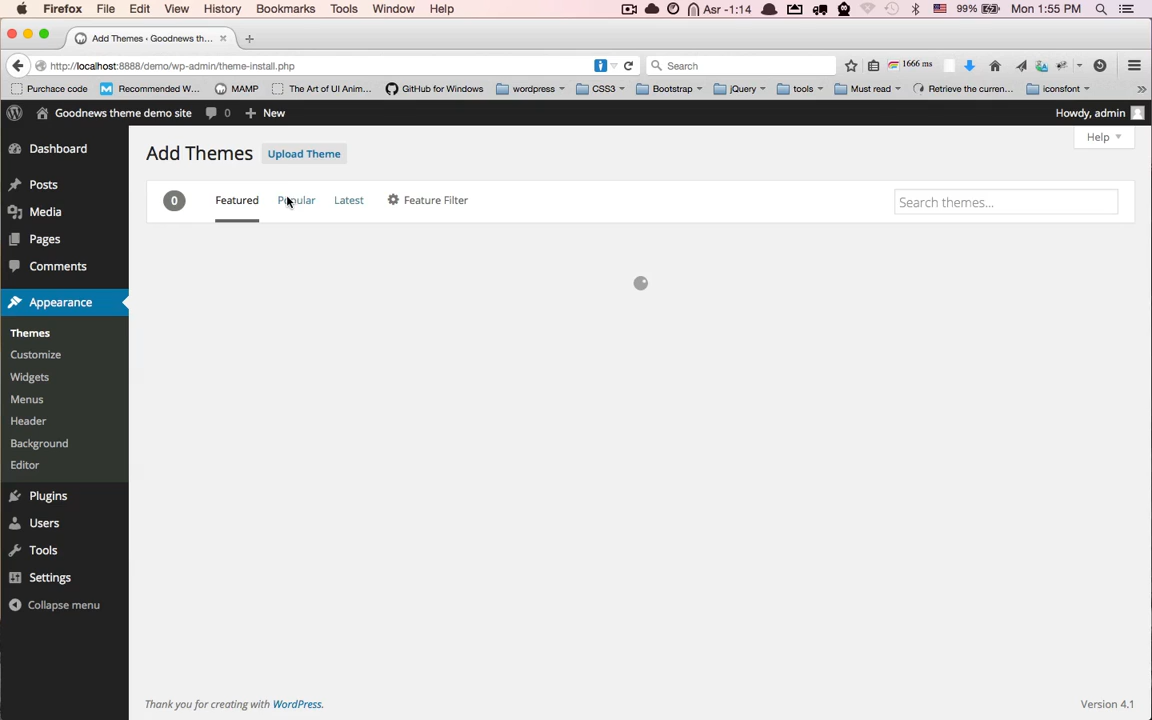 Firefox File Edit View History Bookmarks Tools Window Help Asr -1:14 99% Mon 1:55 PM
Add Themes ‹ Goodnews th...
http://localhost:8888/demo/wp-admin/theme-install.php Search 1666 ms
Purchace code Recommended W... MAMP The Art of UI Anim... GitHub for Windows wordpress CSS3 Bootstrap jQuery tools Must read Retrieve the curren... iconsfont
Goodnews theme demo site 0 New Howdy, admin
Help
Add Themes Upload Theme
0 Featured Popular Latest Feature Filter Search themes...
Dashboard
Posts
Media
Pages
Comments
Appearance
Themes
Customize
Widgets
Menus
Header
Background
Editor
Plugins
Users
Tools
Settings
Collapse menu
Thank you for creating with WordPress. Version 4.1